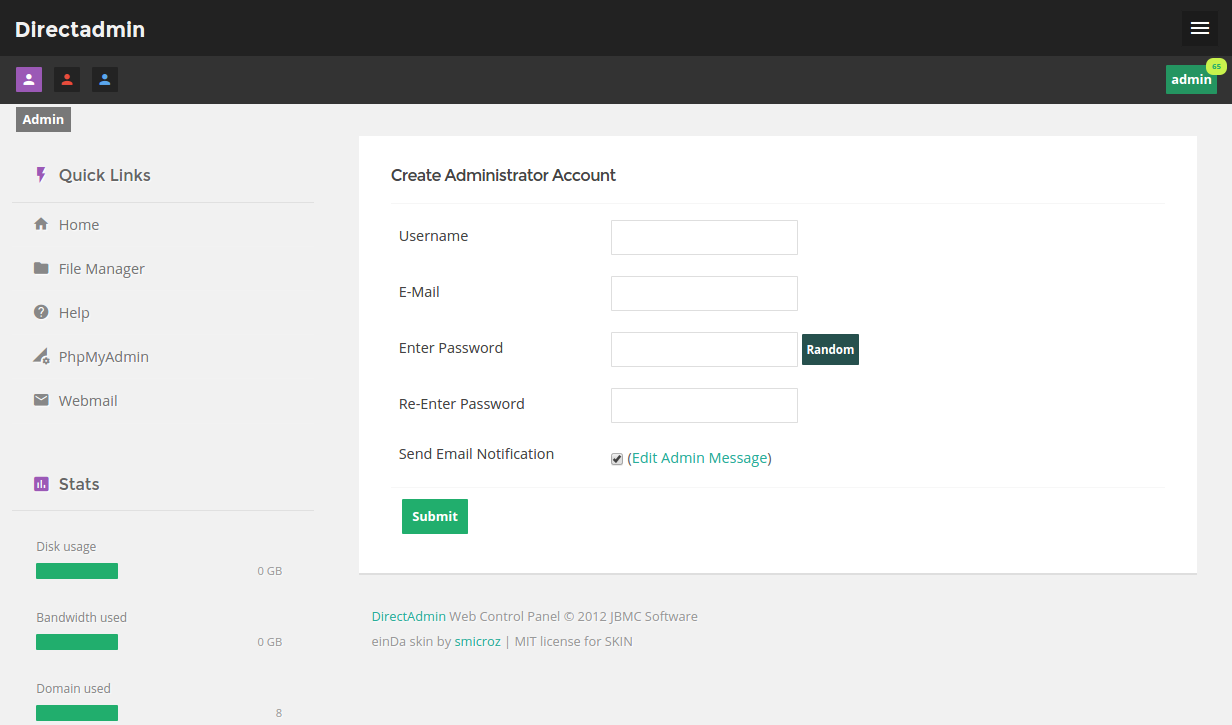 Directadmin
65
admin
Admin
Quick Links
Home
File Manager
Help
PhpMyAdmin
Webmail
Stats
Disk usage
0 GB
Bandwidth used
0 GB
Domain used
8
Create Administrator Account
Username
E-Mail
Enter Password
Random
Re-Enter Password
Send Email Notification
(Edit Admin Message)
Submit
DirectAdmin Web Control Panel © 2012 JBMC Software
einDa skin by smicroz | MIT license for SKIN